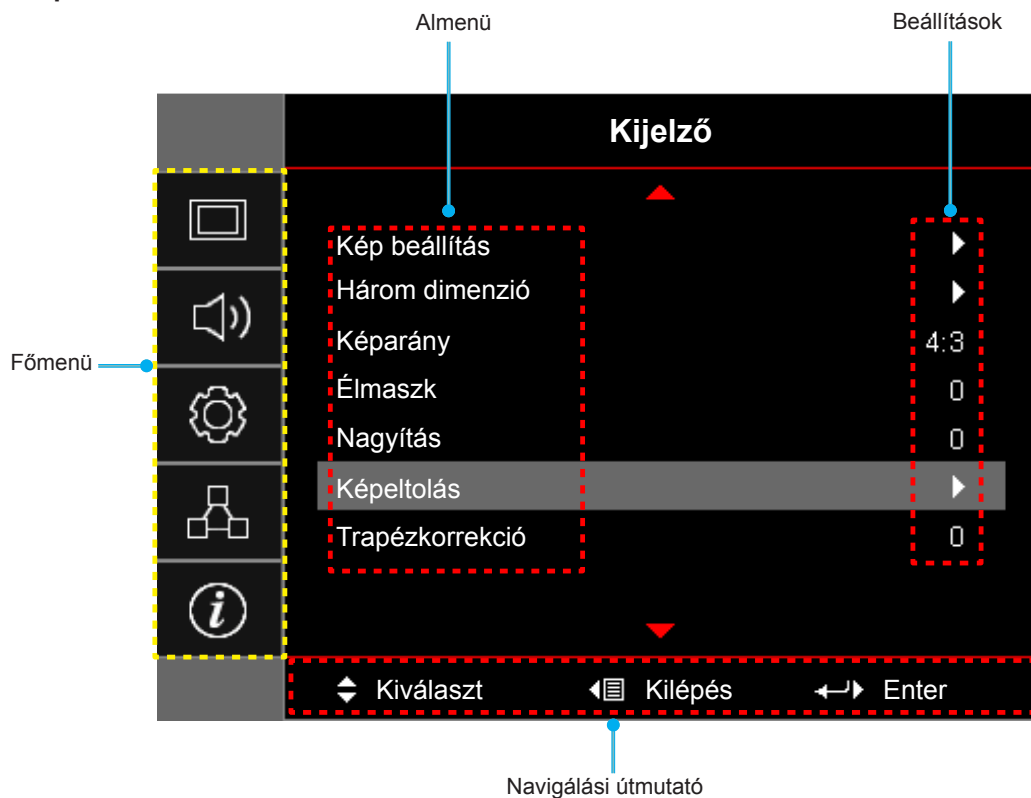 Almenü
Beállítások
Kijelző
Kép beállítás
Három dimenzió
Képarány 4:3
Élmaszk 0
Nagyítás 0
Képeltolás
Trapézkorrekció 0
Főmenü
i
Kiválaszt Kilépés Enter
Navigálási útmutató